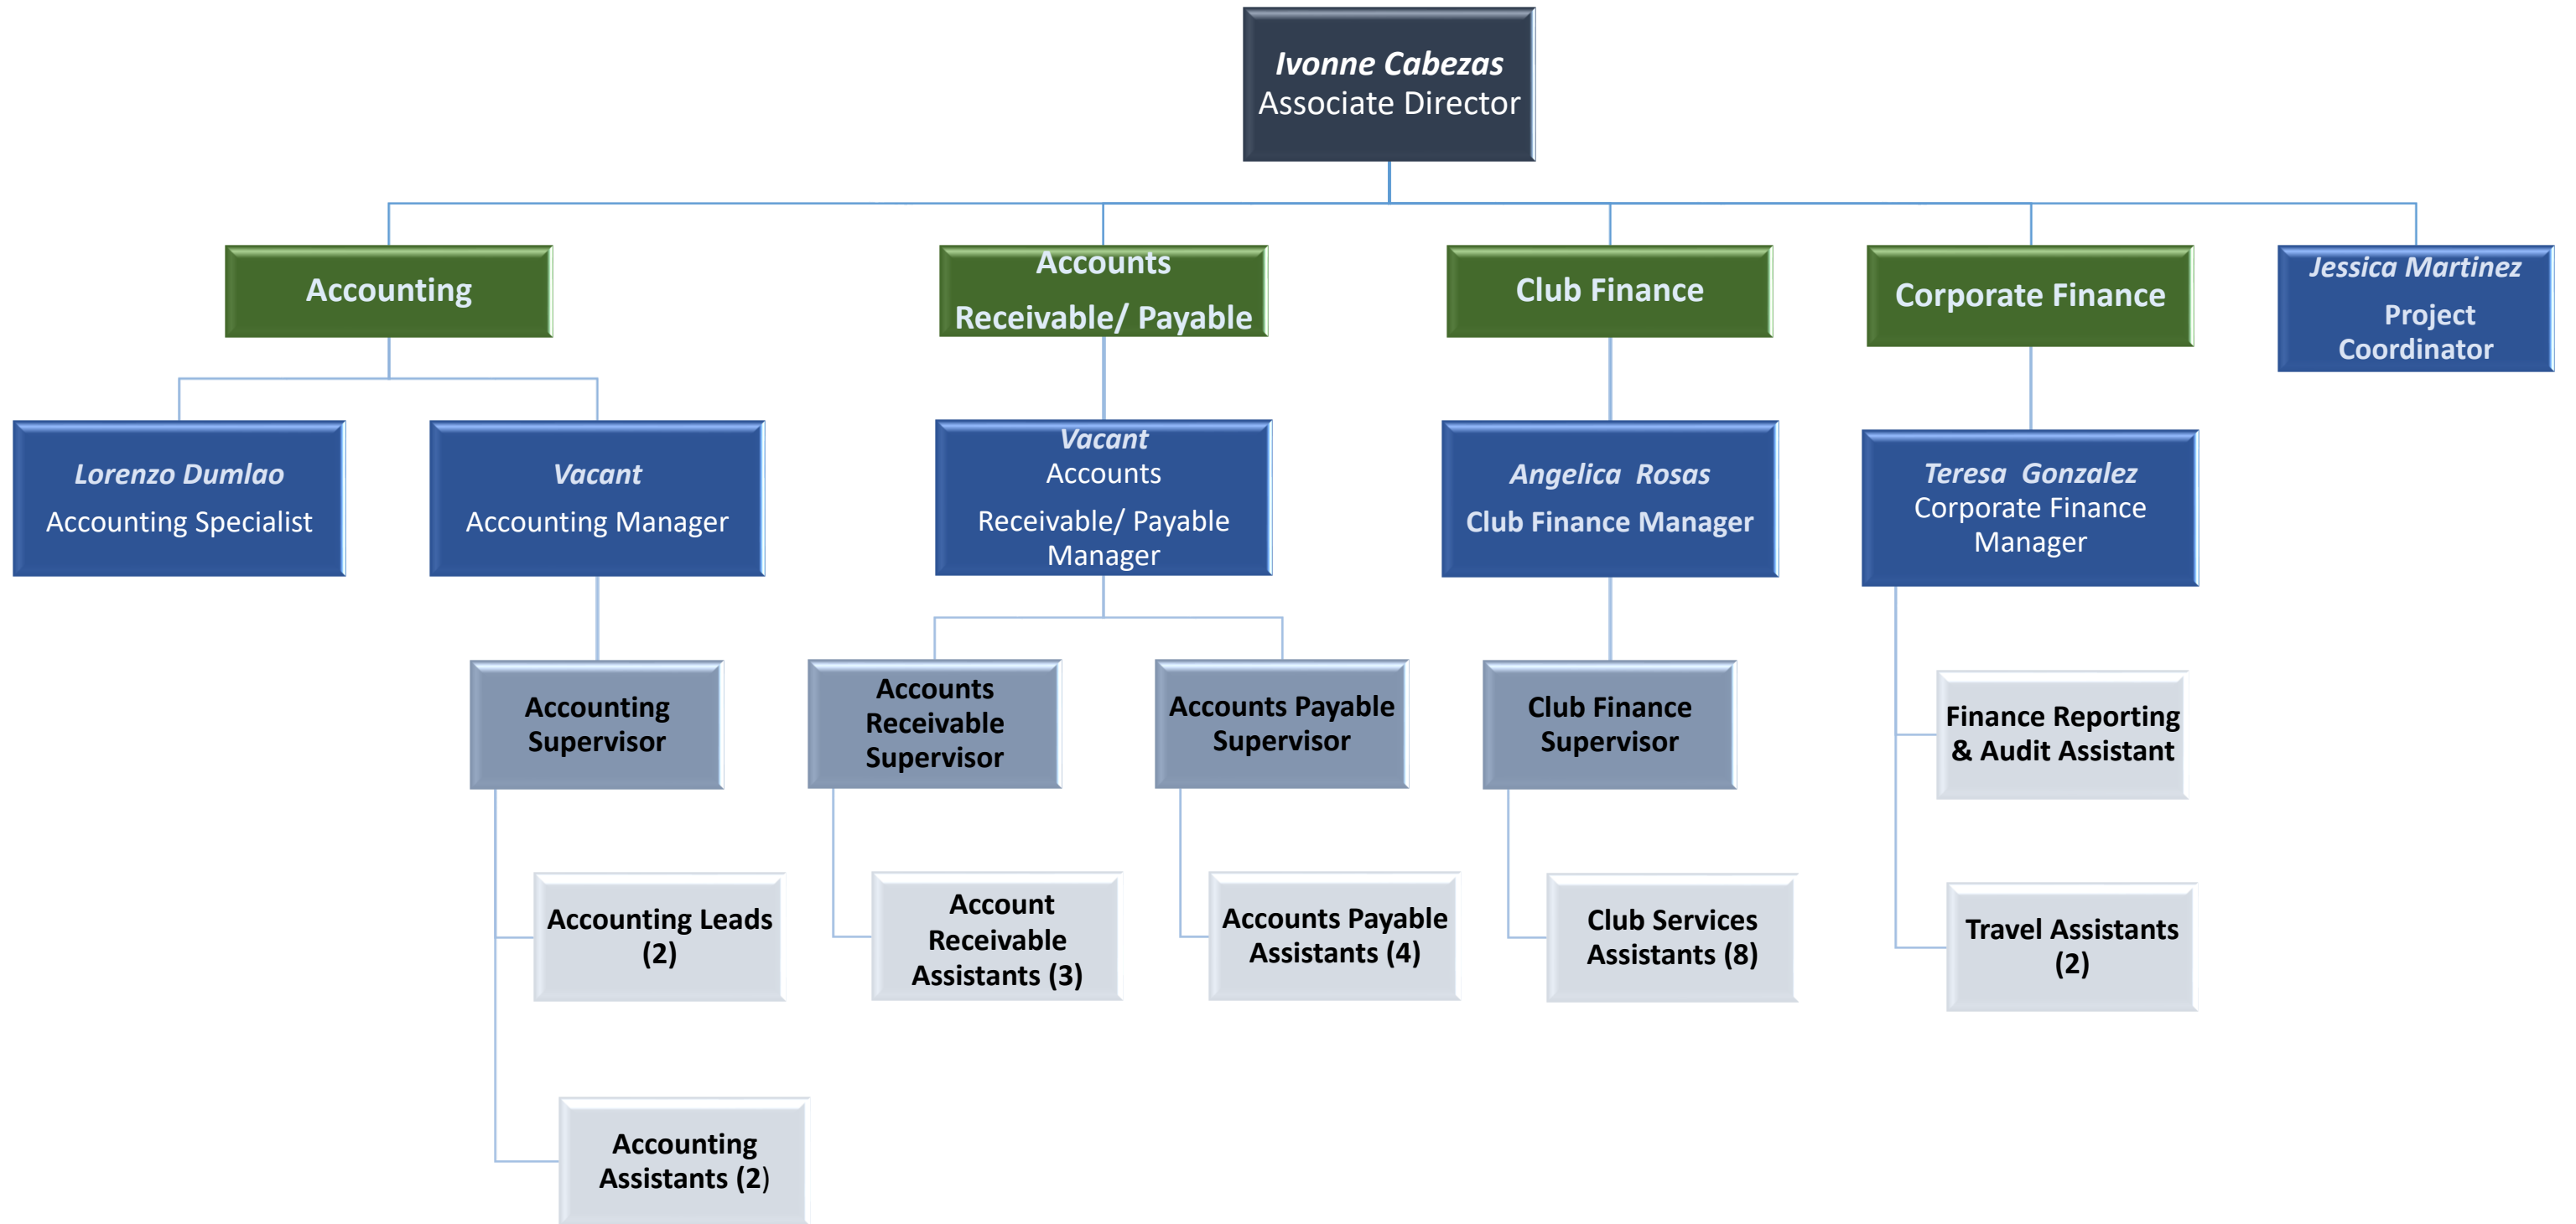 Ivonne Cabezas
Associate Director
Accounting
Accounts
Receivable/ Payable
Club Finance
Corporate Finance
Jessica Martinez
Project
Coordinator
Lorenzo Dumlao
Accounting Specialist
Vacant
Accounting Manager
Vacant
Accounts
Receivable/ Payable
Manager
Angelica Rosas
Club Finance Manager
Teresa Gonzalez
Corporate Finance
Manager
Accounting
Supervisor
Accounts
Receivable
Supervisor
Accounts Payable
Supervisor
Club Finance
Supervisor
Finance Reporting
& Audit Assistant
Accounting Leads
(2)
Account
Receivable
Assistants (3)
Accounts Payable
Assistants (4)
Club Services
Assistants (8)
Travel Assistants
(2)
Accounting
Assistants (2)